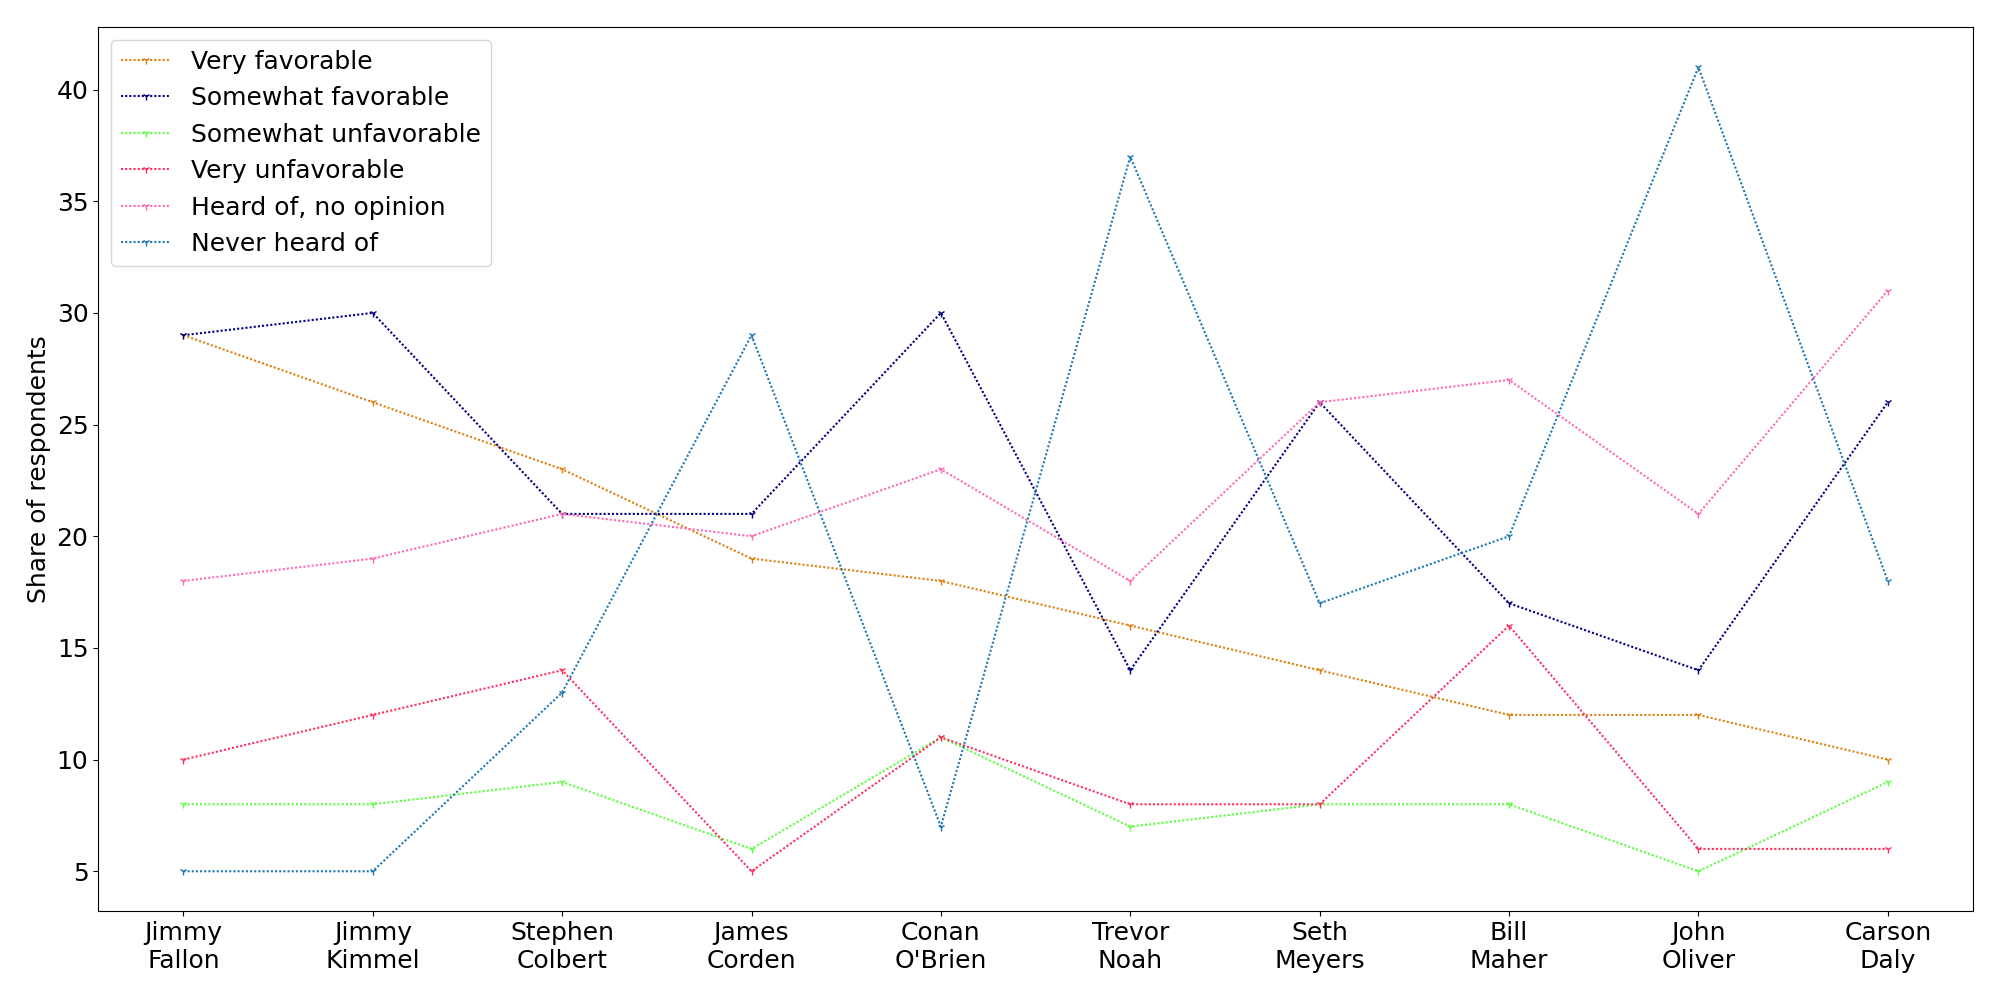 Very favorable
Somewhat favorable
Somewhat unfavorable
Very unfavorable
Heard of, no opinion
Never heard of
Share of respondents
40
35
30
25
20
15
10
5
Jimmy Fallon
Jimmy Kimmel
Stephen Colbert
James Corden
Conan O'Brien
Trevor Noah
Seth Meyers
Bill Maher
John Oliver
Carson Daly